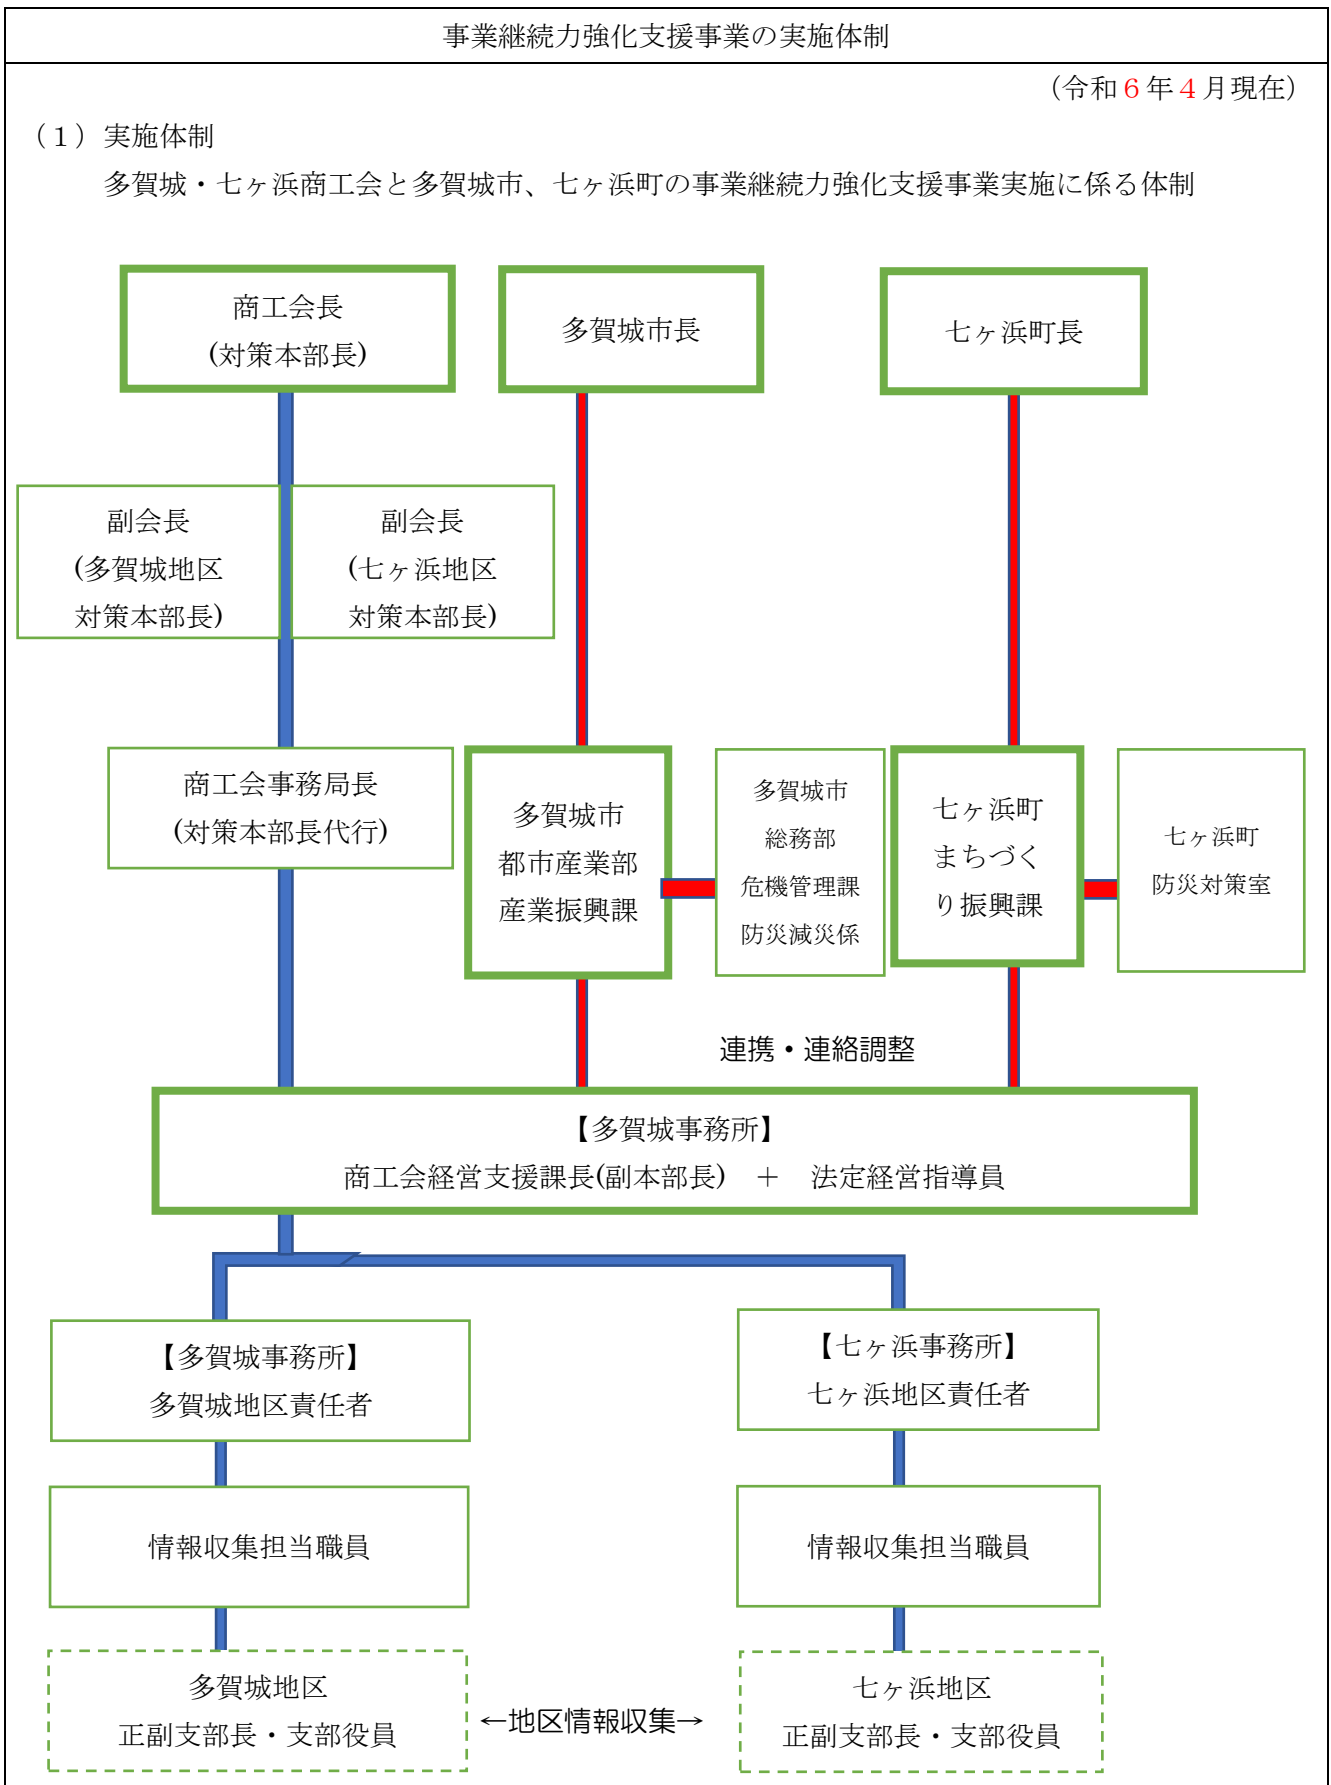 事業継続力強化支援事業の実施体制
（令和６年４月現在）
（１）実施体制
多賀城・七ヶ浜商工会と多賀城市、七ヶ浜町の事業継続力強化支援事業実施に係る体制
商工会長
(対策本部長)
多賀城市長
七ヶ浜町長
副会長
(多賀城地区
対策本部長)
副会長
(七ヶ浜地区
対策本部長)
商工会事務局長
(対策本部長代行)
多賀城市
都市産業部
産業振興課
多賀城市
総務部
危機管理課
防災減災係
七ヶ浜町
まちづく
り振興課
七ヶ浜町
防災対策室
連携・連絡調整
【多賀城事務所】
商工会経営支援課長(副本部長)　＋　法定経営指導員
【多賀城事務所】
多賀城地区責任者
【七ヶ浜事務所】
七ヶ浜地区責任者
情報収集担当職員
情報収集担当職員
多賀城地区
正副支部長・支部役員
←地区情報収集→
七ヶ浜地区
正副支部長・支部役員